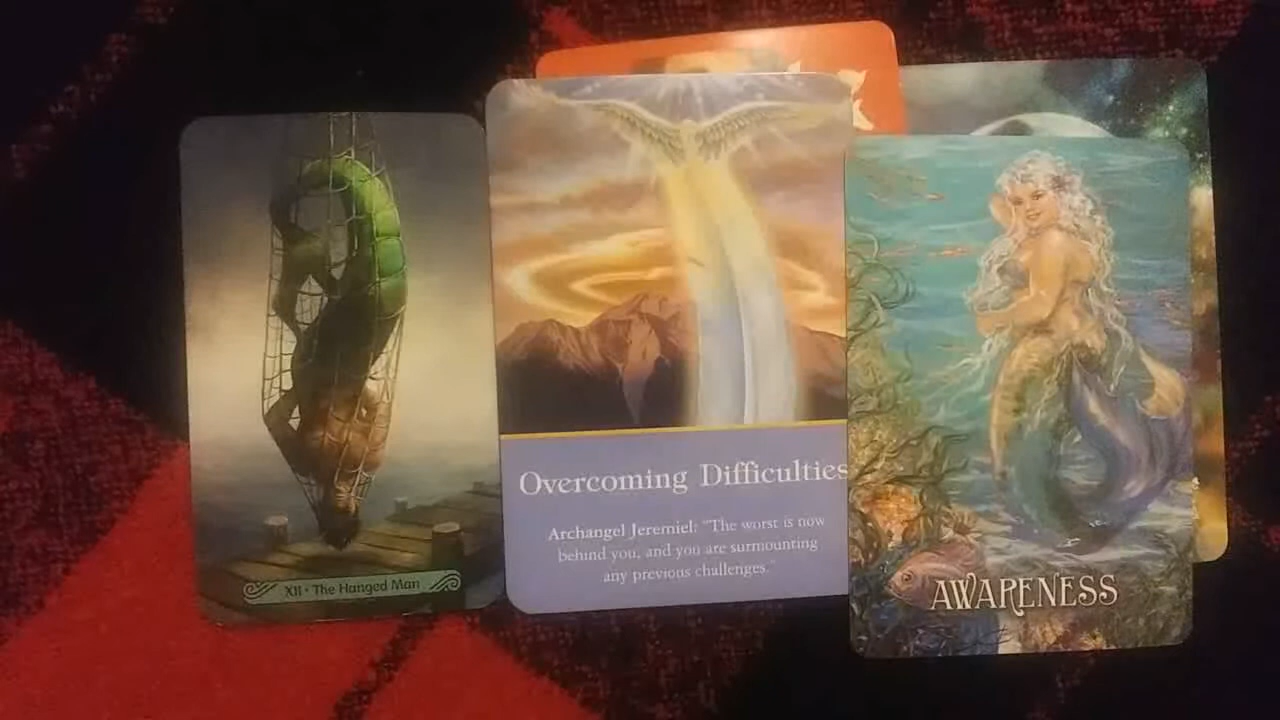 XII • The Hanged Man
Overcoming Difficulties
Archangel Jeremiel: "The worst is now
behind you, and you are surmounting
any previous challenges."
AWARENESS